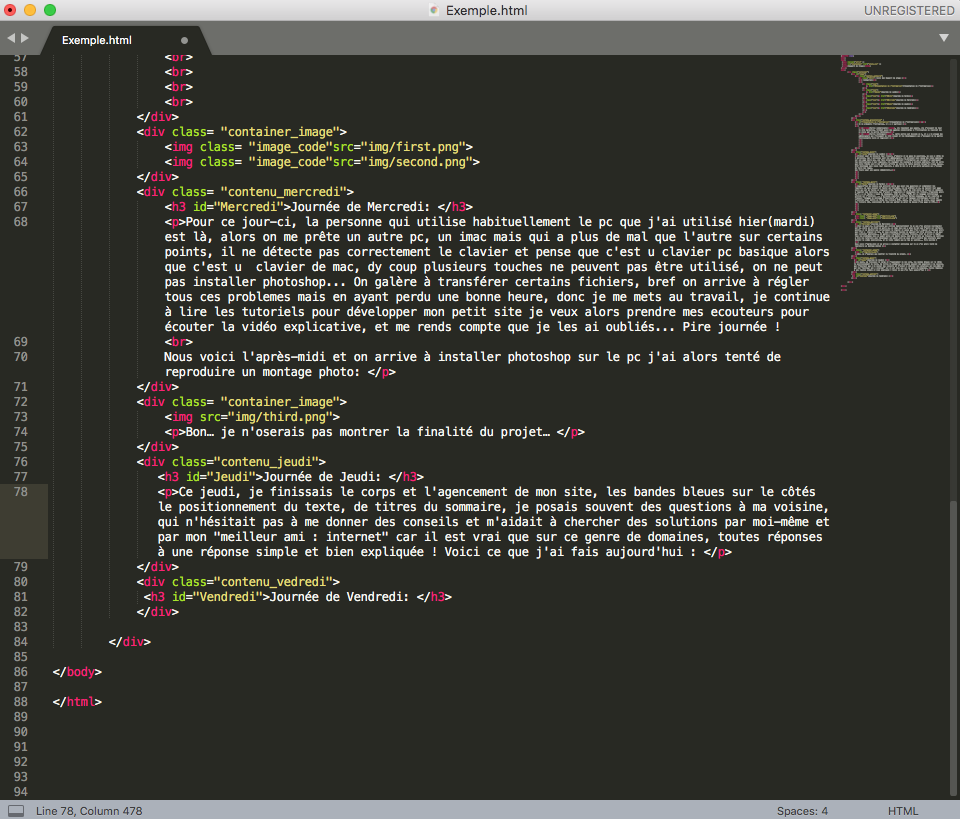 Exemple.html
UNREGISTERED
Exemple.html
57 <br>
58 <br>
59 <br>
60 <br>
61 </div>
62 <div class= "container_image">
63 <img class= "image_code"src="img/first.png">
64 <img class= "image_code"src="img/second.png">
65 </div>
66 <div class= "contenu_mercredi">
67 <h3 id="Mercredi">Journée de Mercredi: </h3>
68 <p>Pour ce jour-ci, la personne qui utilise habituellement le pc que j'ai utilisé hier(mardi)
est là, alors on me prête un autre pc, un imac mais qui a plus de mal que l'autre sur certains
points, il ne détecte pas correctement le clavier et pense que c'est u clavier pc basique alors
que c'est u  clavier de mac, dy coup plusieurs touches ne peuvent pas être utilisé, on ne peut
pas installer photoshop... On galère à transférer certains fichiers, bref on arrive à régler
tous ces problemes mais en ayant perdu une bonne heure, donc je me mets au travail, je continue
à lire les tutoriels pour développer mon petit site je veux alors prendre mes ecouteurs pour
écouter la vidéo explicative, et me rends compte que je les ai oubliés... Pire journée !
69 <br>
70 Nous voici l'après-midi et on arrive à installer photoshop sur le pc j'ai alors tenté de
reproduire un montage photo: </p>
71 </div>
72 <div class= "container_image">
73 <img src="img/third.png">
74 <p>Bon… je n'oserais pas montrer la finalité du projet… </p>
75 </div>
76 <div class="contenu_jeudi">
77 <h3 id="Jeudi">Journée de Jeudi: </h3>
78 <p>Ce jeudi, je finissais le corps et l'agencement de mon site, les bandes bleues sur le côtés
le positionnement du texte, de titres du sommaire, je posais souvent des questions à ma voisine,
qui n'hésitait pas à me donner des conseils et m'aidait à chercher des solutions par moi-même et
par mon "meilleur ami : internet" car il est vrai que sur ce genre de domaines, toutes réponses
à une réponse simple et bien expliquée ! Voici ce que j'ai fais aujourd'hui : </p>
79 </div>
80 <div class="contenu_vedredi">
81 <h3 id="Vendredi">Journée de Vendredi: </h3>
82 </div>
83
84 </div>
85
86 </body>
87
88 </html>
89
90
91
92
93
94
Line 78, Column 478
Spaces: 4
HTML